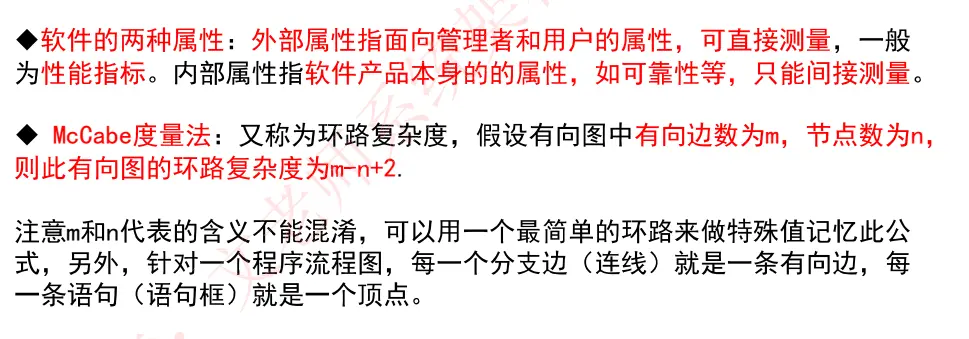 ◆软件的两种属性：外部属性指面向管理者和用户的属性，可直接测量，一般
为性能指标。内部属性指软件产品本身的的属性，如可靠性等，只能间接测量。
◆ McCabe度量法：又称为环路复杂度，假设有向图中有向边数为m，节点数为n，
则此有向图的环路复杂度为m-n+2.
注意m和n代表的含义不能混淆，可以用一个最简单的环路来做特殊值记忆此公
式，另外，针对一个程序流程图，每一个分支边（连线）就是一条有向边，每
一条语句（语句框）就是一个顶点。